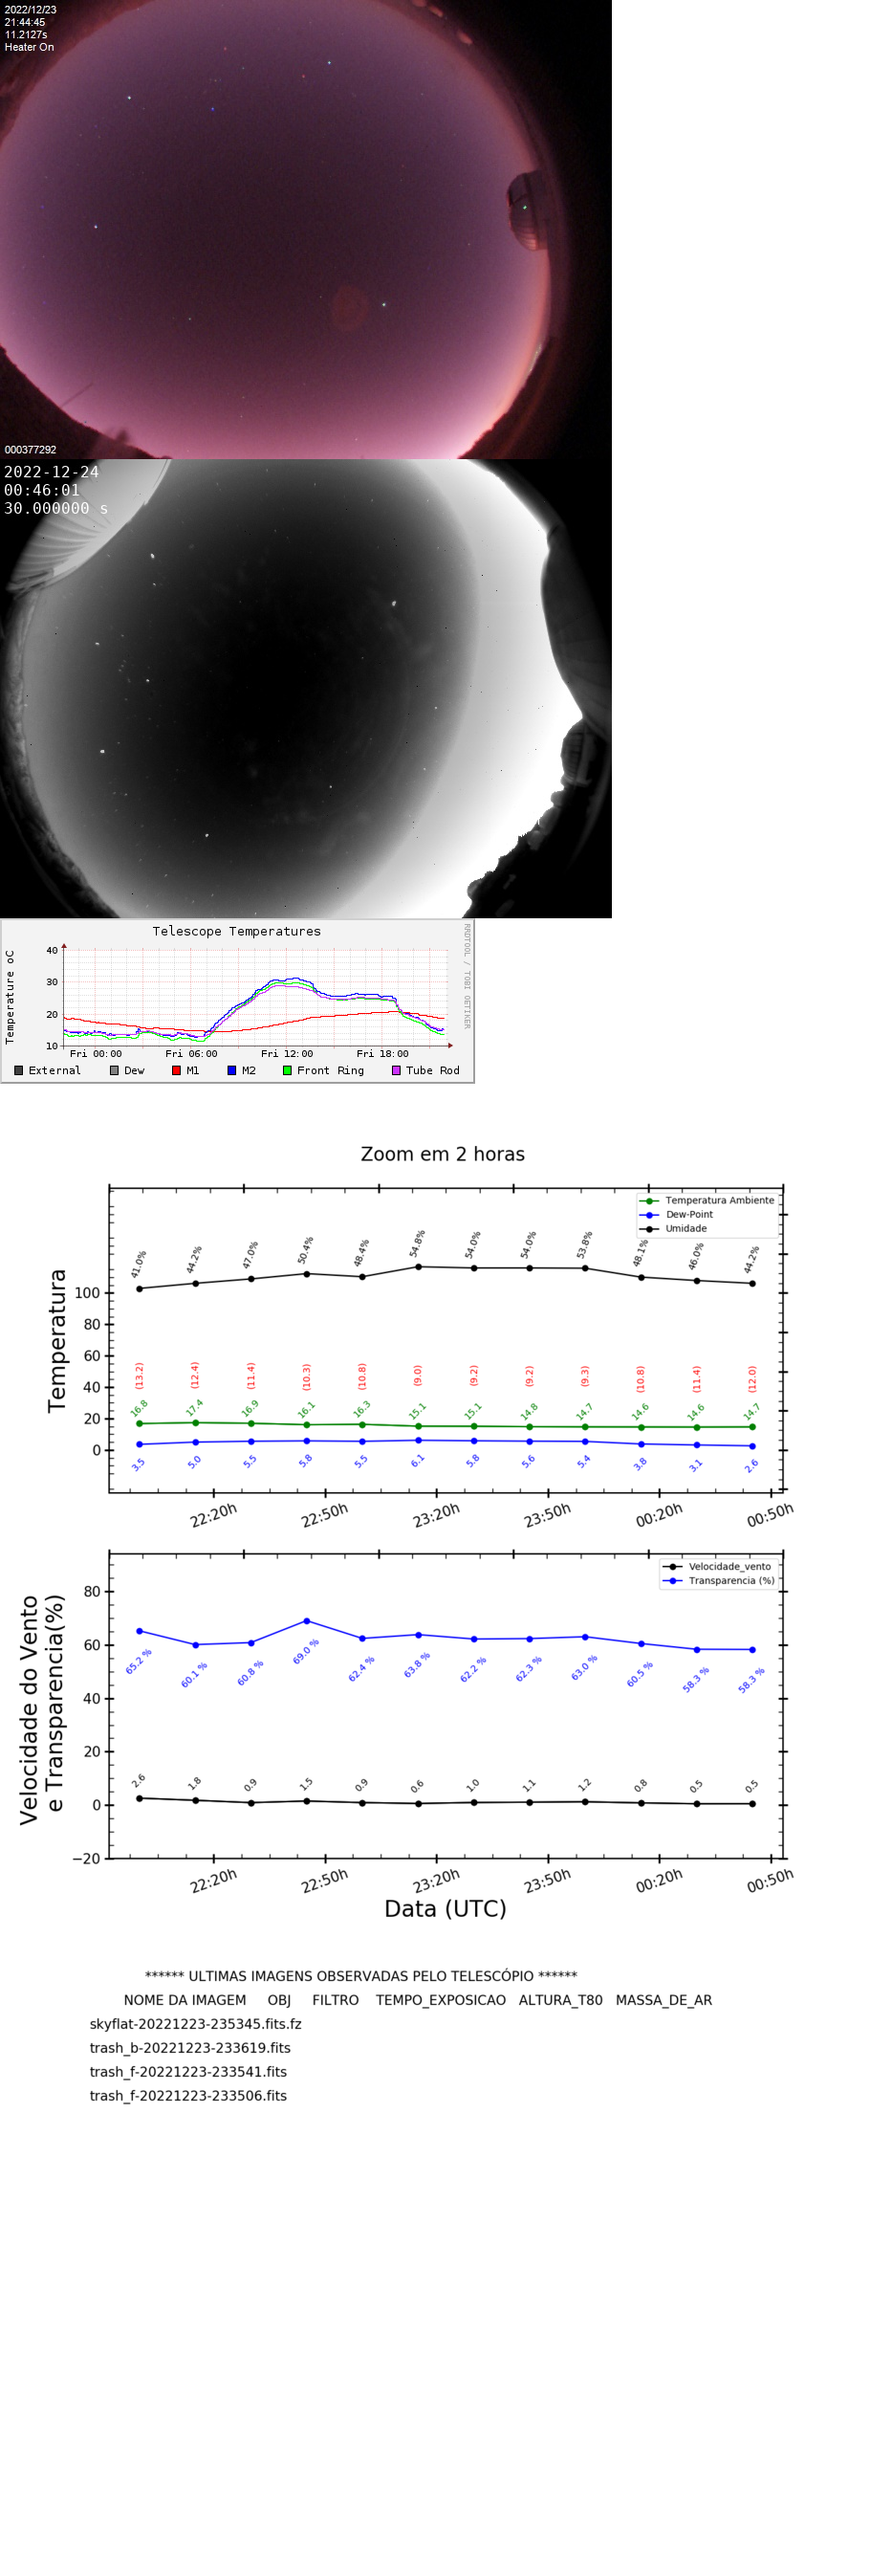 2022/12/23
21:44:45
11.2127s
Heater On
000377292
2022-12-24
00:46:01
30.000000 s
Telescope Temperatures
RRDTOOL / TOBI OETIKER
Temperature oC
40
30
20
10
Fri 00:00 Fri 06:00 Fri 12:00 Fri 18:00
External Dew M1 M2 Front Ring Tube Rod
Zoom em 2 horas
Temperatura Ambiente
Dew-Point
Umidade
41.0% 44.2% 47.0% 50.4% 48.4% 54.8% 54.0% 54.0% 53.8% 48.1% 46.0% 44.2%
Temperatura
100
80
60
40
20
0
(13.2) (12.4) (11.4) (10.3) (10.8) (9.0) (9.2) (9.2) (9.3) (10.8) (11.4) (12.0)
16.8 17.4 16.9 16.1 16.3 15.1 15.1 14.8 14.7 14.6 14.6 14.7
3.5 5.0 5.5 5.8 5.5 6.1 5.8 5.6 5.4 3.8 3.1 2.6
22:20h 22:50h 23:20h 23:50h 00:20h 00:50h
Velocidade_vento
Transparencia (%)
Velocidade do Vento
e Transparencia(%)
80
60
40
20
0
−20
65.2 % 60.1 % 60.8 % 69.0 % 62.4 % 63.8 % 62.2 % 62.3 % 63.0 % 60.5 % 58.3 % 58.3 %
2.6 1.8 0.9 1.5 0.9 0.6 1.0 1.1 1.2 0.8 0.5 0.5
22:20h 22:50h 23:20h 23:50h 00:20h 00:50h
Data (UTC)
****** ULTIMAS IMAGENS OBSERVADAS PELO TELESCÓPIO ******
NOME DA IMAGEM OBJ FILTRO TEMPO_EXPOSICAO ALTURA_T80 MASSA_DE_AR
skyflat-20221223-235345.fits.fz
trash_b-20221223-233619.fits
trash_f-20221223-233541.fits
trash_f-20221223-233506.fits